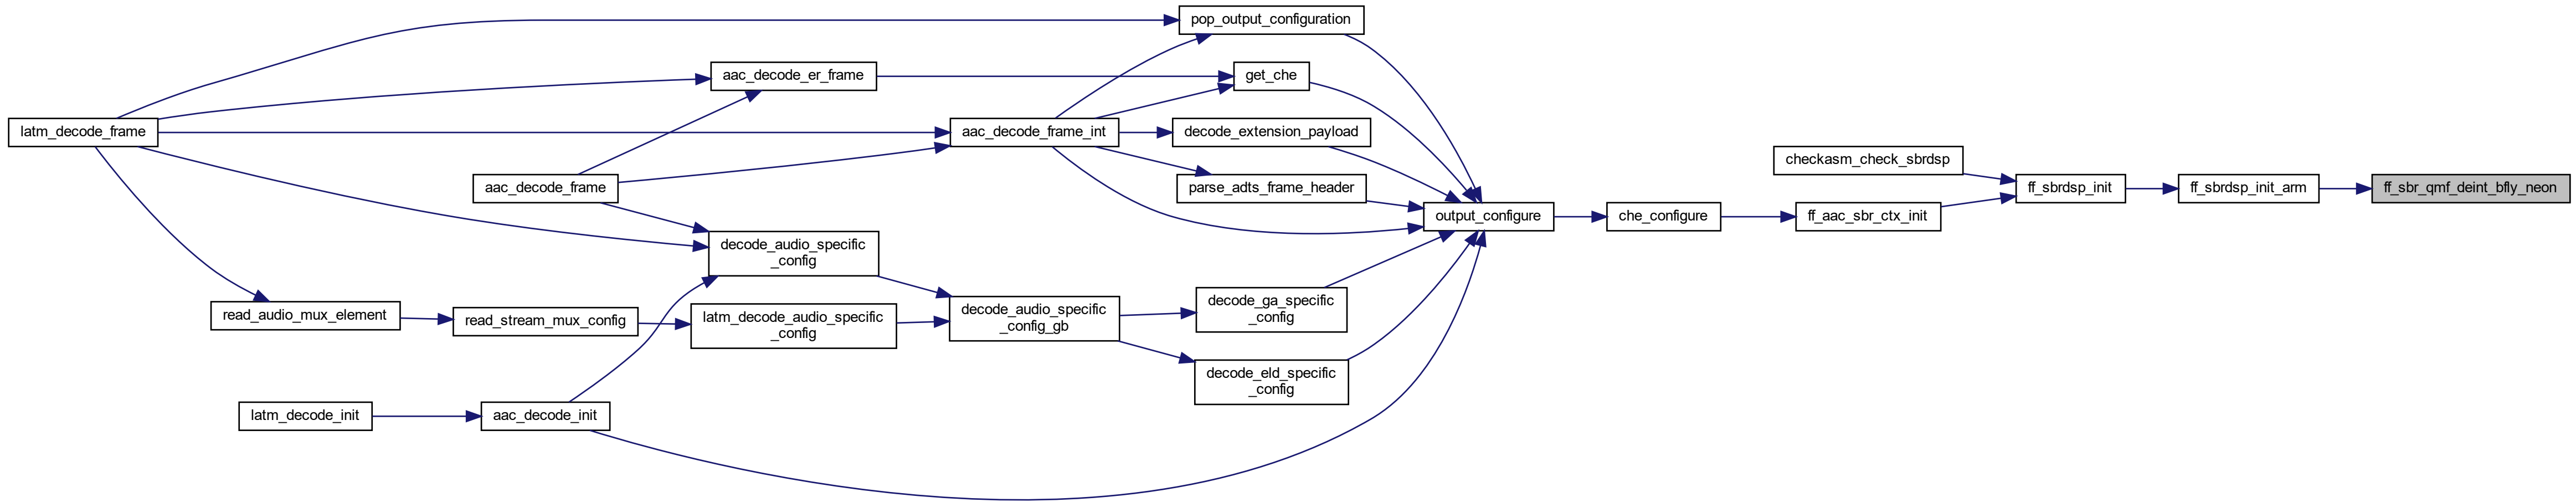 pop_output_configuration
aac_decode_er_frame
get_che
latm_decode_frame
aac_decode_frame_int
decode_extension_payload
checkasm_check_sbrdsp
aac_decode_frame
parse_adts_frame_header
ff_sbrdsp_init
ff_sbrdsp_init_arm
ff_sbr_qmf_deint_bfly_neon
output_configure
che_configure
ff_aac_sbr_ctx_init
decode_audio_specific
_config
read_audio_mux_element
read_stream_mux_config
latm_decode_audio_specific
_config
decode_audio_specific
_config_gb
decode_ga_specific
_config
decode_eld_specific
_config
latm_decode_init
aac_decode_init